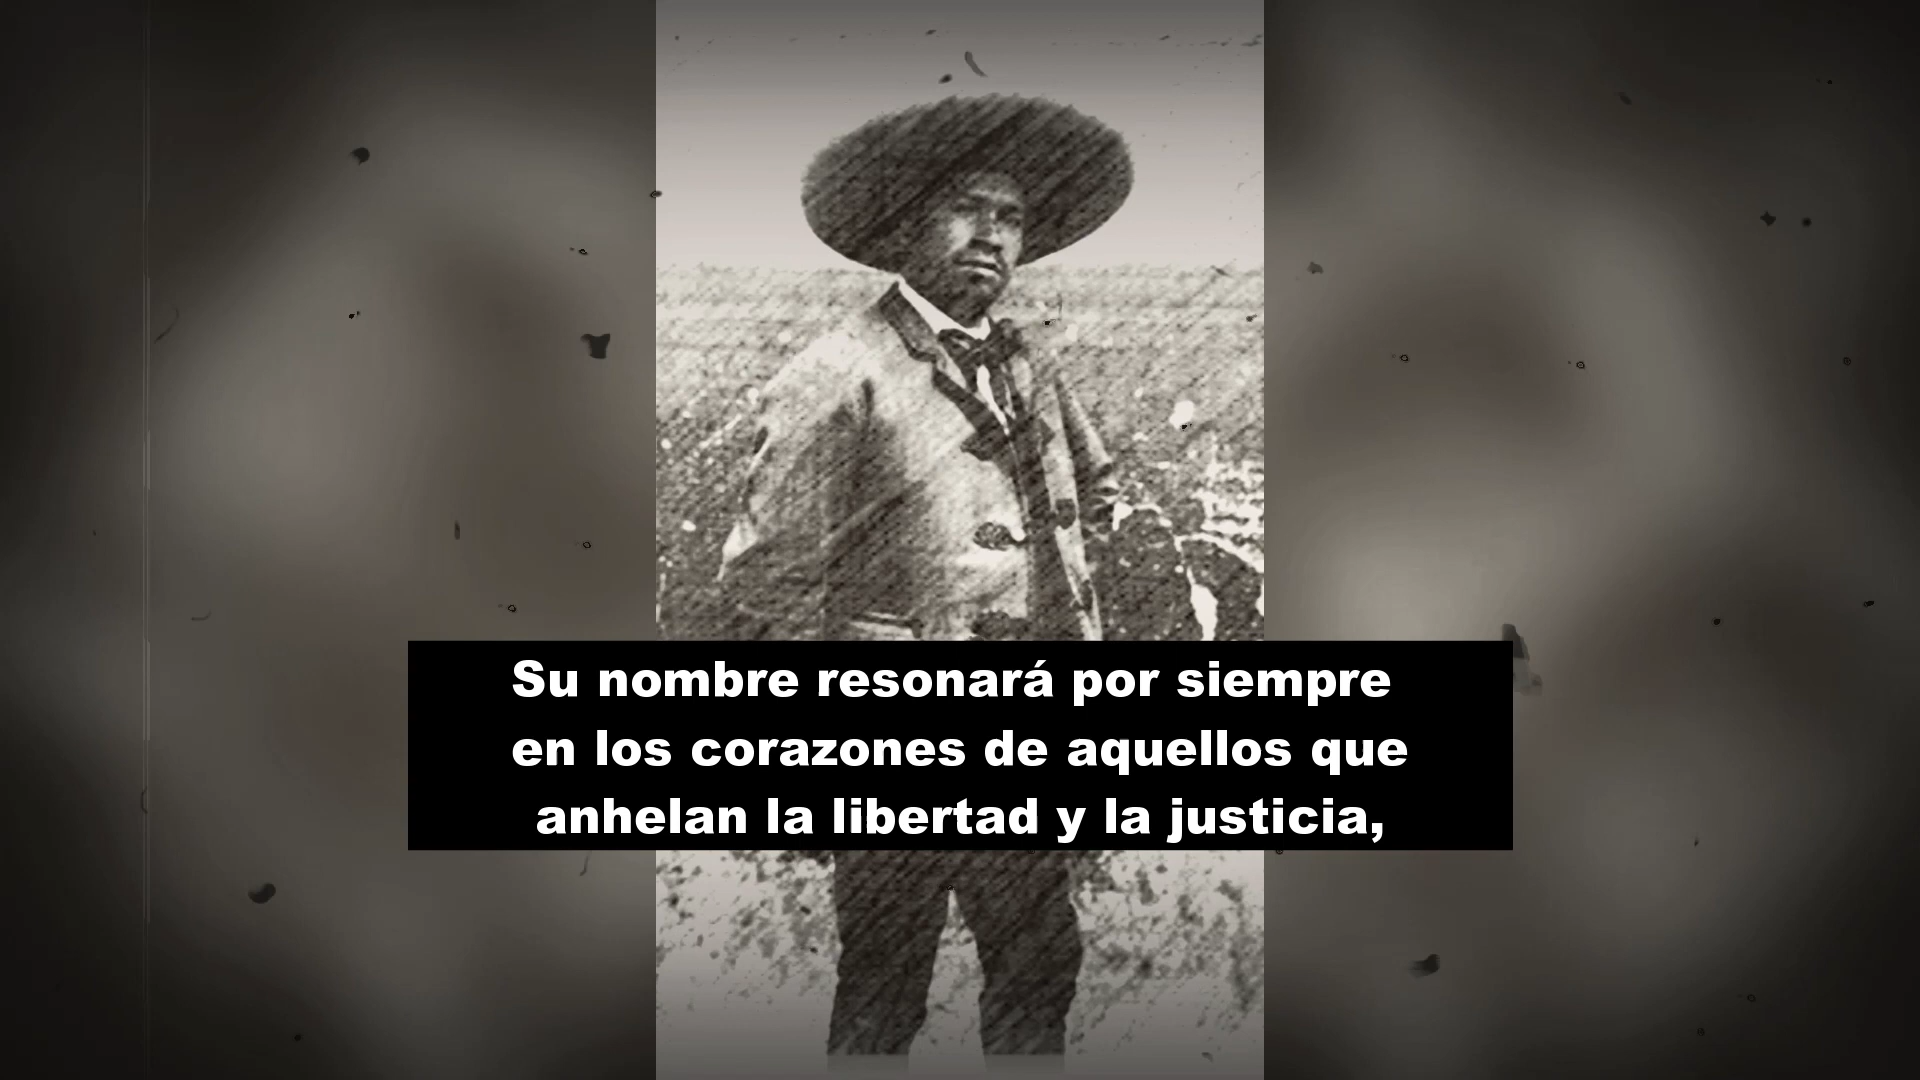 Su nombre resonará por siempre
en los corazones de aquellos que
anhelan la libertad y la justicia,